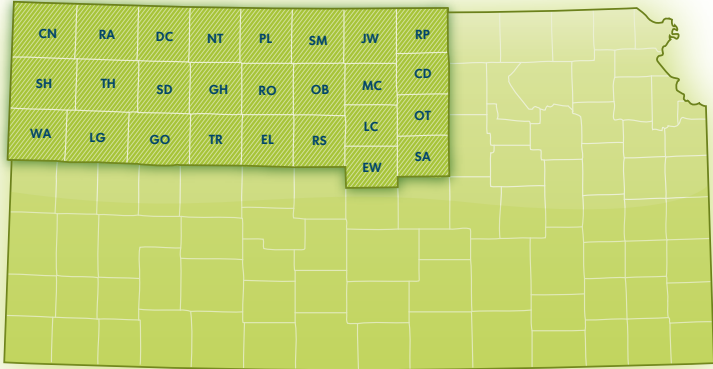 CN RA DC NT PL SM JW RP
SH TH SD GH RO OB MC CD
WA LG GO TR EL RS LC OT
EW SA